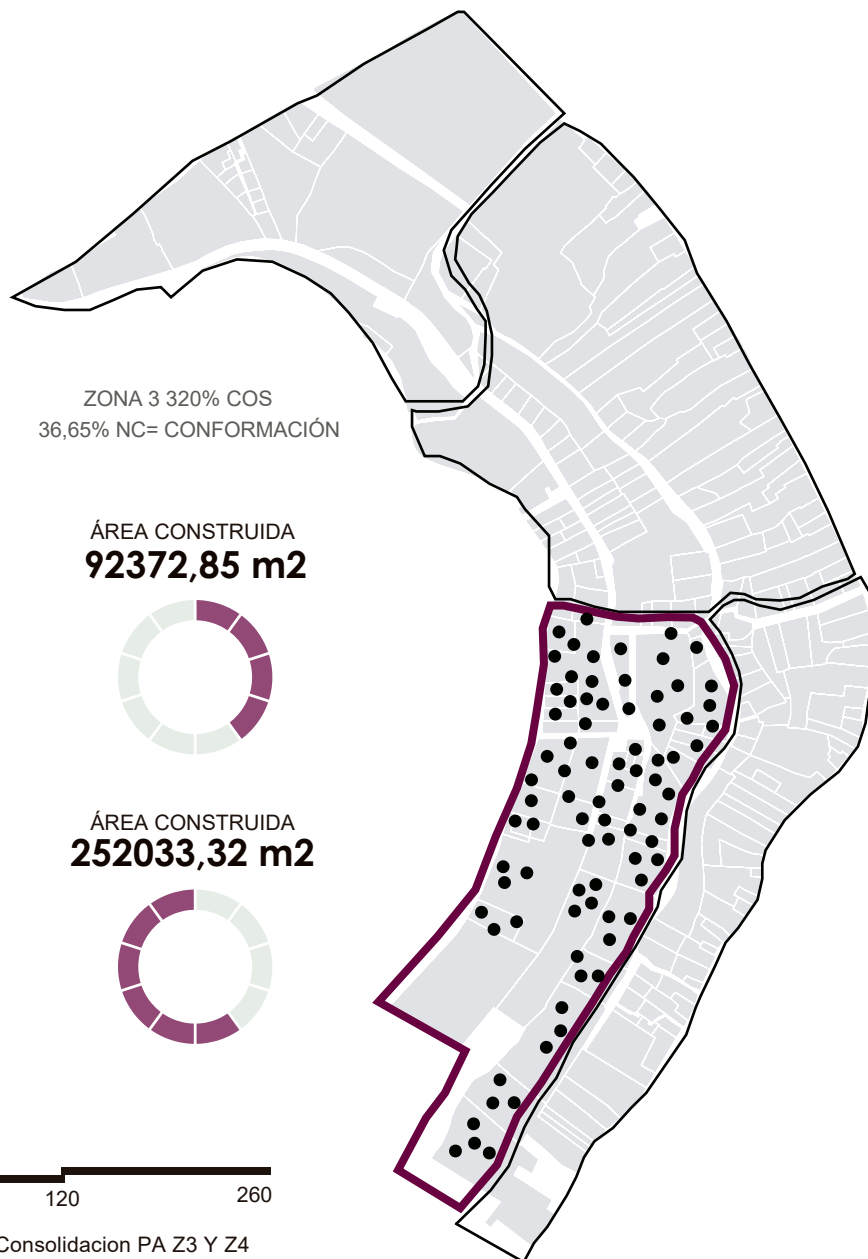 ZONA 3 320% COS
36,65% NC= CONFORMACIÓN
ÁREA CONSTRUIDA
92372,85 m2
ÁREA CONSTRUIDA
252033,32 m2
120 260
Consolidacion PA Z3 Y Z4